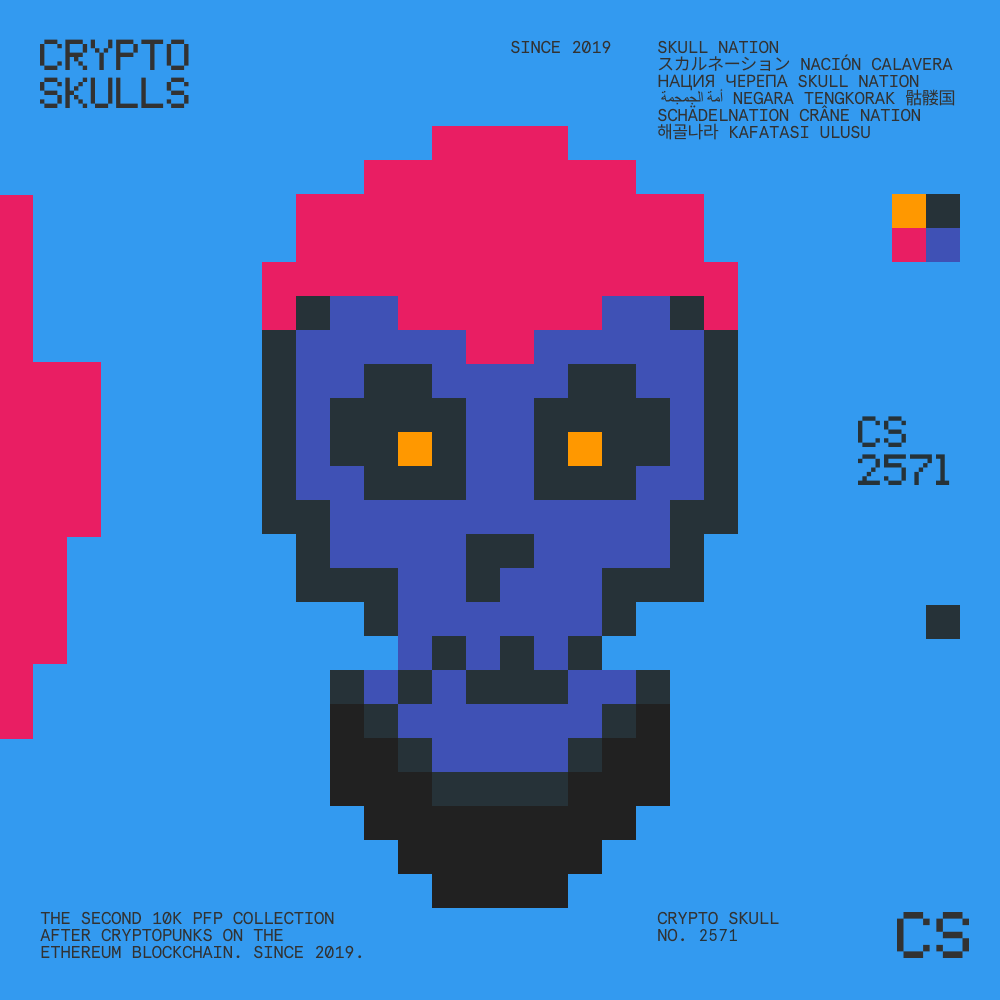 CRYPTO
SKULLS
SINCE 2019
SKULL NATION
スカルネーション NACIÓN CALAVERA
НАЦИЯ ЧЕРЕПА SKULL NATION
أمة الجمجمة NEGARA TENGKORAK 骷髅国
SCHÄDELNATION CRÂNE NATION
해골나라 KAFATASI ULUSU
CS
2571
THE SECOND 10K PFP COLLECTION
AFTER CRYPTOPUNKS ON THE
ETHEREUM BLOCKCHAIN. SINCE 2019.
CRYPTO SKULL
NO. 2571
CS